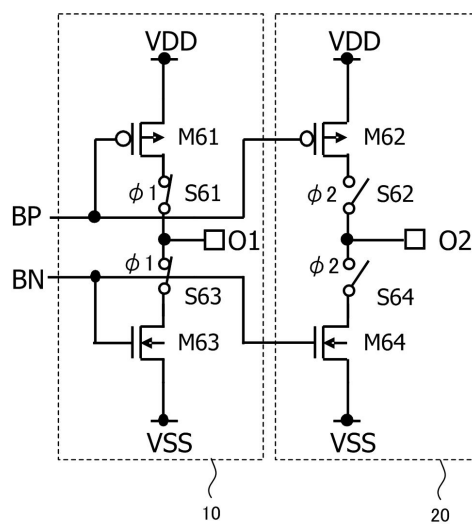 VDD
VDD
M61
M62
ϕ1
S61
ϕ2
S62
BP
O1
O2
BN
ϕ1
S63
ϕ2
S64
M63
M64
VSS
VSS
10
20